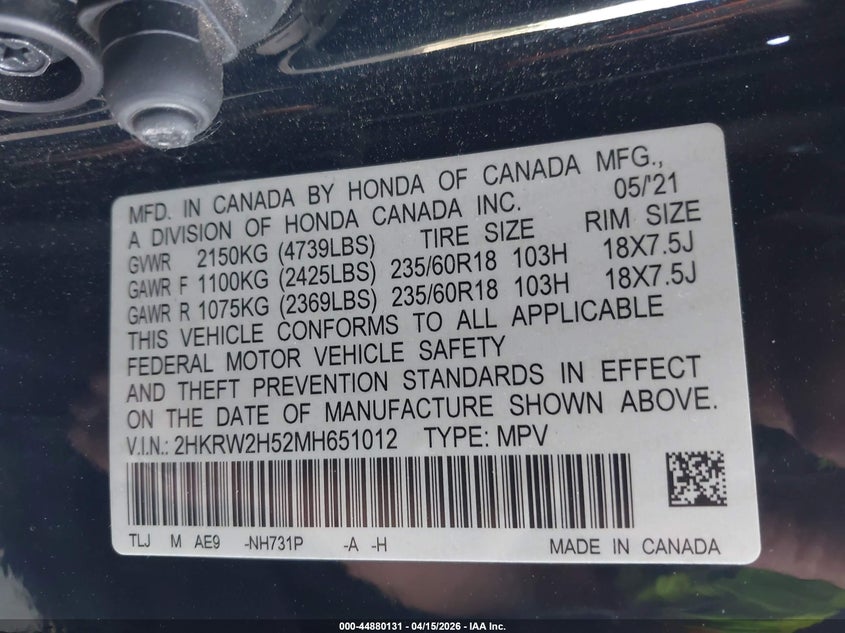 MFD. IN CANADA BY HONDA OF CANADA MFG.,
A DIVISION OF HONDA CANADA INC. 05/'21
GVWR 2150KG (4739LBS) TIRE SIZE RIM SIZE
GAWR F 1100KG (2425LBS) 235/60R18 103H 18X7.5J
GAWR R 1075KG (2369LBS) 235/60R18 103H 18X7.5J
THIS VEHICLE CONFORMS TO ALL APPLICABLE
FEDERAL MOTOR VEHICLE SAFETY
AND THEFT PREVENTION STANDARDS IN EFFECT
ON THE DATE OF MANUFACTURE SHOWN ABOVE.
V.I.N.: 2HKRW2H52MH651012 TYPE: MPV
TLJ M AE9 -NH731P -A -H MADE IN CANADA
000-44880131 - 04/15/2026 - IAA Inc.